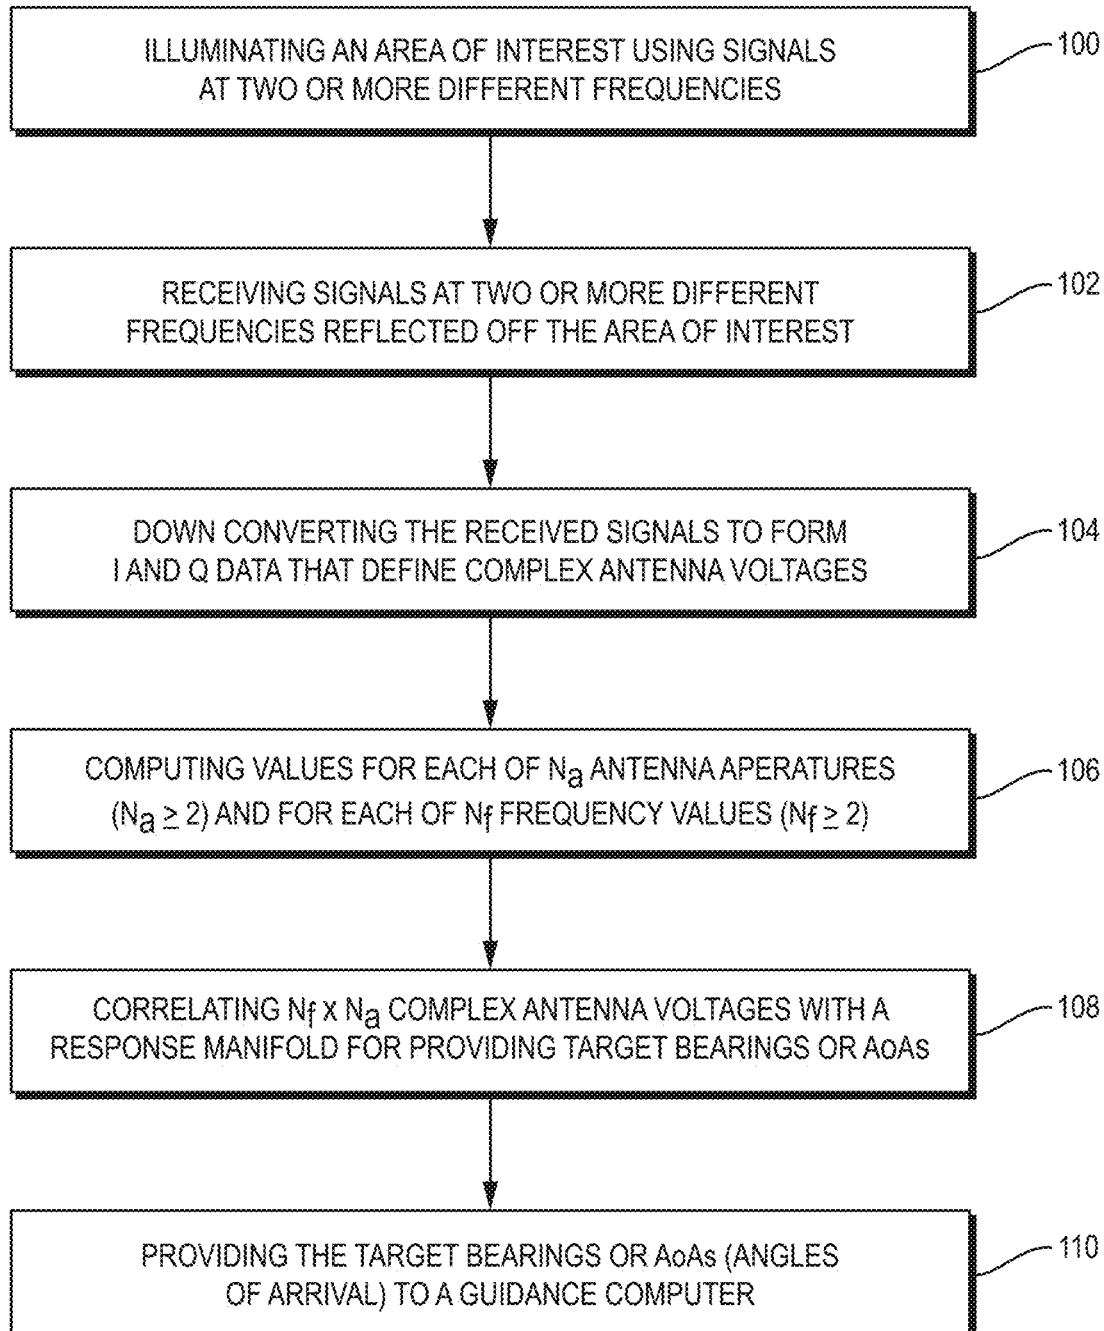 ILLUMINATING AN AREA OF INTEREST USING SIGNALS
AT TWO OR MORE DIFFERENT FREQUENCIES
100
RECEIVING SIGNALS AT TWO OR MORE DIFFERENT
FREQUENCIES REFLECTED OFF THE AREA OF INTEREST
102
DOWN CONVERTING THE RECEIVED SIGNALS TO FORM
I AND Q DATA THAT DEFINE COMPLEX ANTENNA VOLTAGES
104
COMPUTING VALUES FOR EACH OF Na ANTENNA APERATURES
(Na ≥ 2) AND FOR EACH OF Nf FREQUENCY VALUES (Nf ≥ 2)
106
CORRELATING Nf x Na COMPLEX ANTENNA VOLTAGES WITH A
RESPONSE MANIFOLD FOR PROVIDING TARGET BEARINGS OR AoAs
108
PROVIDING THE TARGET BEARINGS OR AoAs (ANGLES
OF ARRIVAL) TO A GUIDANCE COMPUTER
110